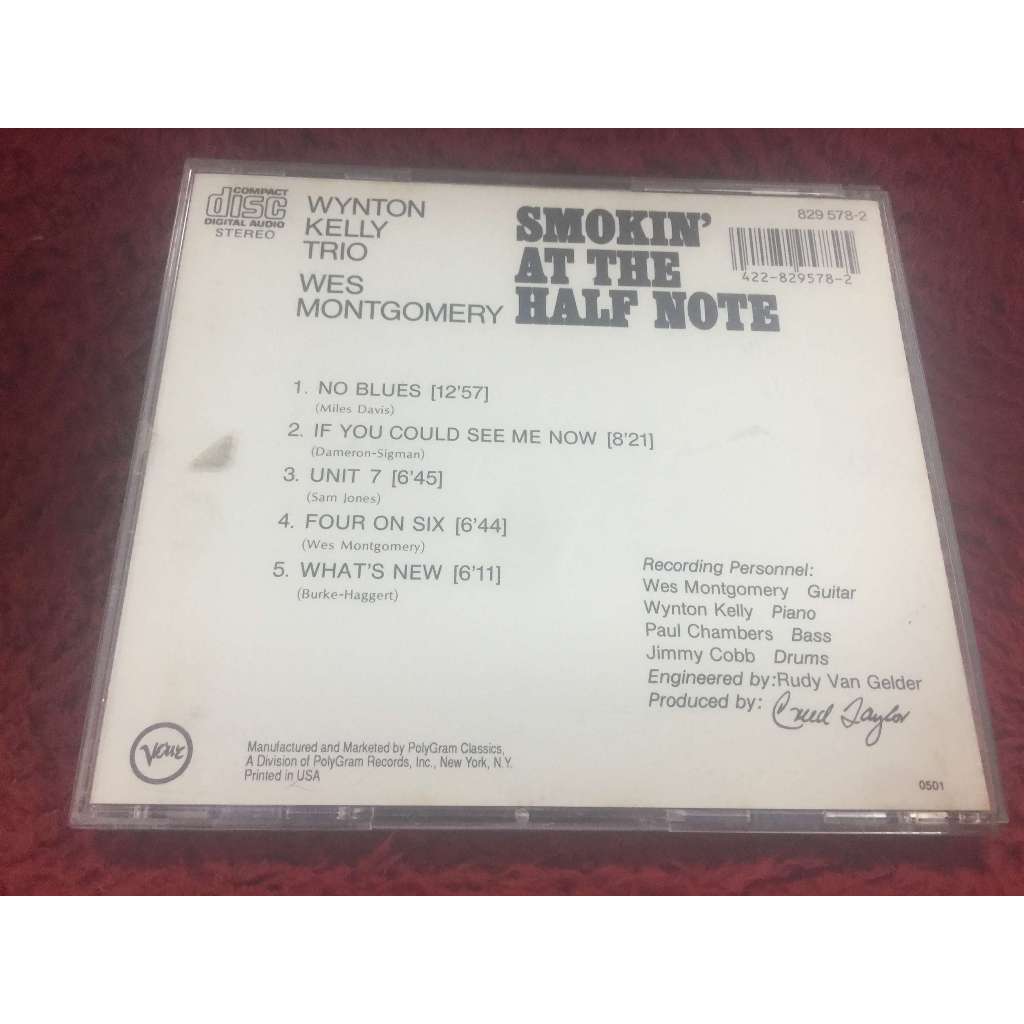 COMPACT
disc
DIGITAL AUDIO
STEREO
WYNTON
KELLY
TRIO
WES
MONTGOMERY
SMOKIN'
AT THE
HALF NOTE
829 578-2
422-829578-2
1. NO BLUES [12'57]
(Miles Davis)
2. IF YOU COULD SEE ME NOW [8'21]
(Dameron-Sigman)
3. UNIT 7 [6'45]
(Sam Jones)
4. FOUR ON SIX [6'44]
(Wes Montgomery)
5. WHAT'S NEW [6'11]
(Burke-Haggert)
Recording Personnel:
Wes Montgomery Guitar
Wynton Kelly Piano
Paul Chambers Bass
Jimmy Cobb Drums
Engineered by:Rudy Van Gelder
Produced by: Creed Taylor
Verve
Manufactured and Marketed by PolyGram Classics,
A Division of PolyGram Records, Inc., New York, N.Y.
Printed in USA
0501